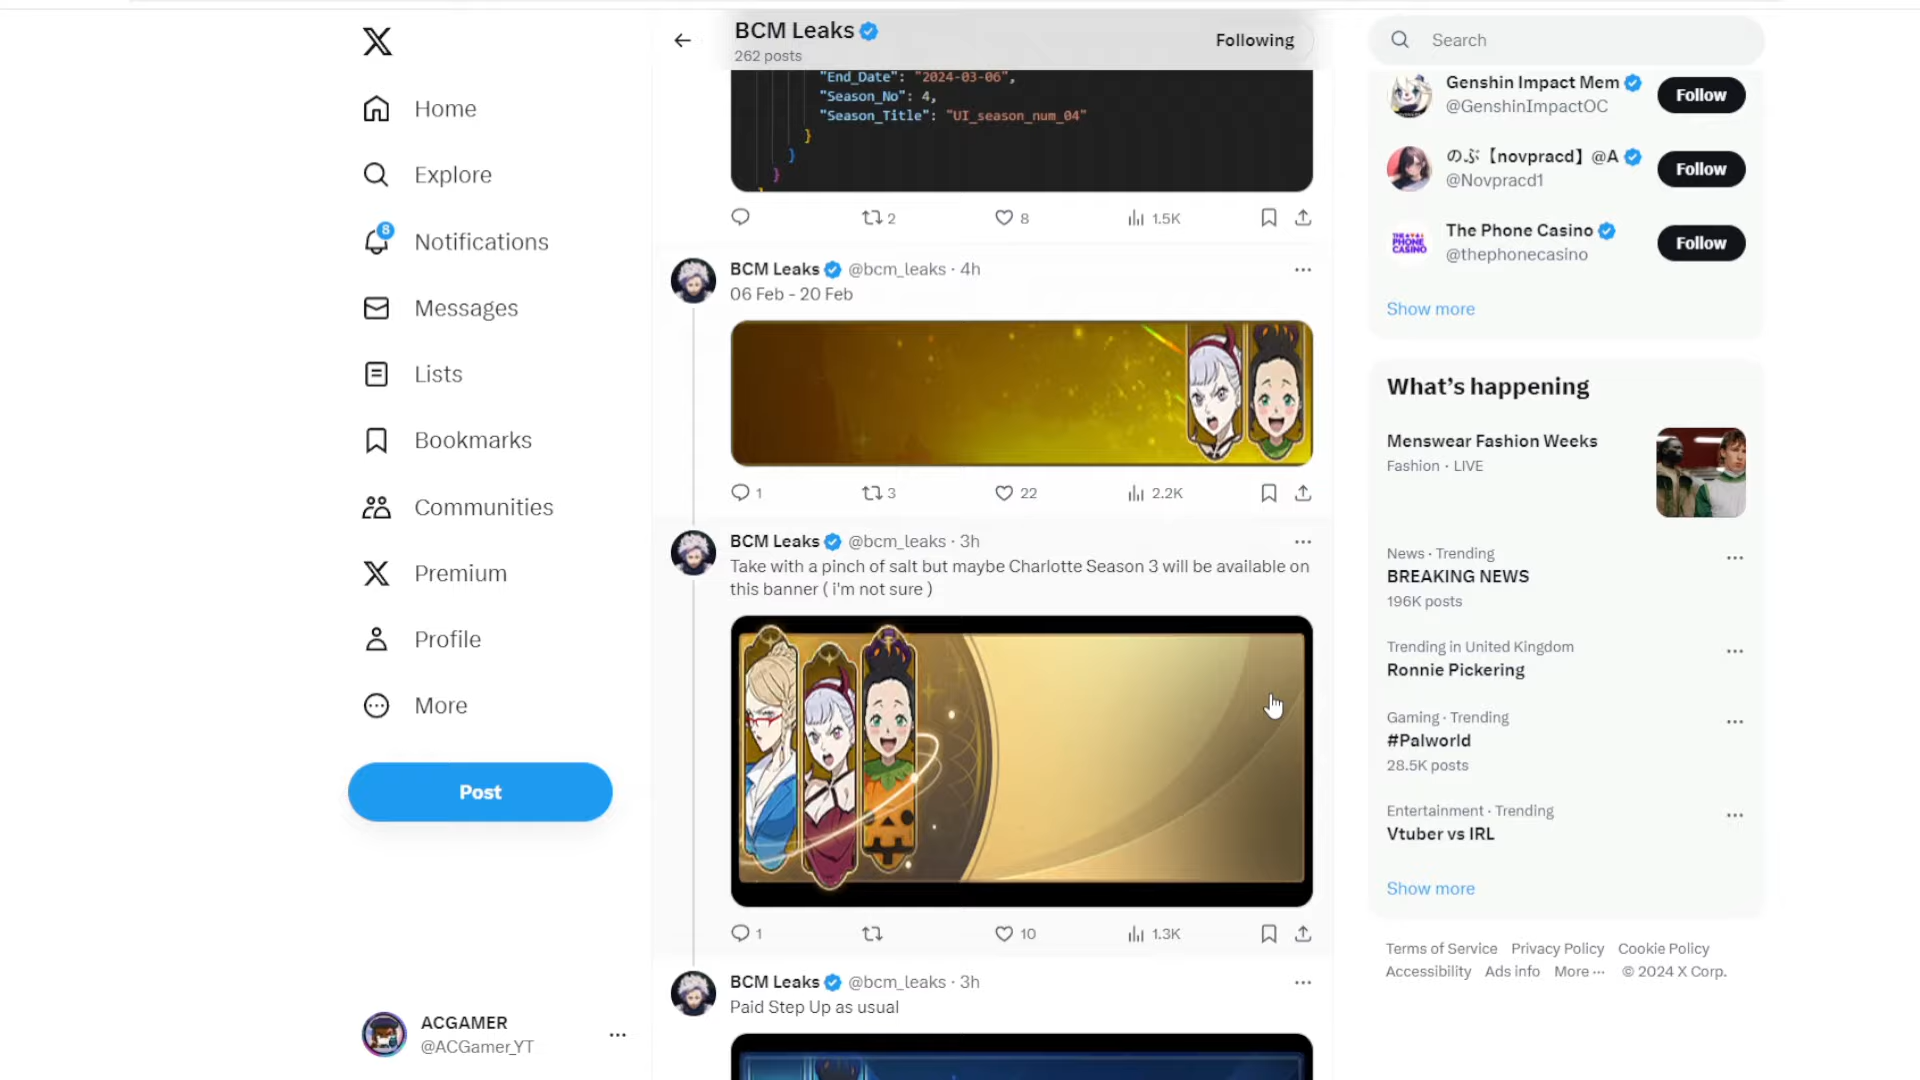 Home
Explore
8
Notifications
Messages
Lists
Bookmarks
Communities
Premium
Profile
More
Post
ACGAMER
@ACGamer_YT
BCM Leaks
262 posts
Following
"End_Date": "2024-03-06",
"Season_No": 4,
"Season_Title": "UI_season_num_04"
}
}
}
2
8
1.5K
BCM Leaks @bcm_leaks · 4h
06 Feb - 20 Feb
1
3
22
2.2K
BCM Leaks @bcm_leaks · 3h
Take with a pinch of salt but maybe Charlotte Season 3 will be available on
this banner ( i'm not sure )
1
10
1.3K
BCM Leaks @bcm_leaks · 3h
Paid Step Up as usual
Search
Genshin Impact Mem
@GenshinImpactOC
Follow
のぶ【novpracd】@A
@Novpracd1
Follow
THE PHONE CASINO
The Phone Casino
@thephonecasino
Follow
Show more
What's happening
Menswear Fashion Weeks
Fashion · LIVE
News · Trending
BREAKING NEWS
196K posts
Trending in United Kingdom
Ronnie Pickering
Gaming · Trending
#Palworld
28.5K posts
Entertainment · Trending
Vtuber vs IRL
Show more
Terms of Service Privacy Policy Cookie Policy
Accessibility Ads info More ··· © 2024 X Corp.